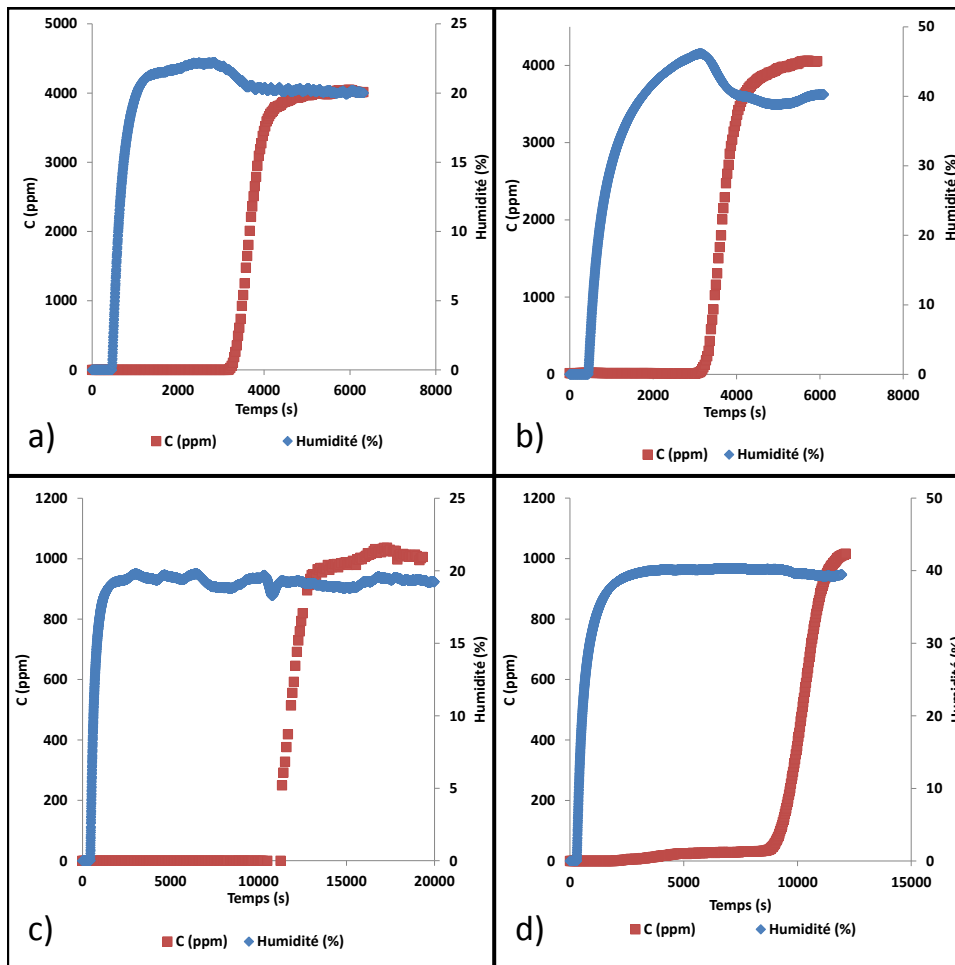 5000
4000
3000
2000
1000
0
C (ppm)
25
20
15
10
5
0
Humidité (%)
0 2000 4000 6000 8000
Temps (s)
a)
C (ppm) Humidité (%)
4000
3000
2000
1000
0
C (ppm)
50
40
30
20
10
0
Humidité (%)
0 2000 4000 6000 8000
Temps (s)
b)
C (ppm) Humidité (%)
1200
1000
800
600
400
200
0
C (ppm)
25
20
15
10
5
0
Humidité (%)
0 5000 10000 15000 20000
Temps (s)
c)
C (ppm) Humidité (%)
1200
1000
800
600
400
200
0
C (ppm)
50
40
30
20
10
0
Humidité (%)
0 5000 10000 15000
Temps (s)
d)
C (ppm) Humidité (%)